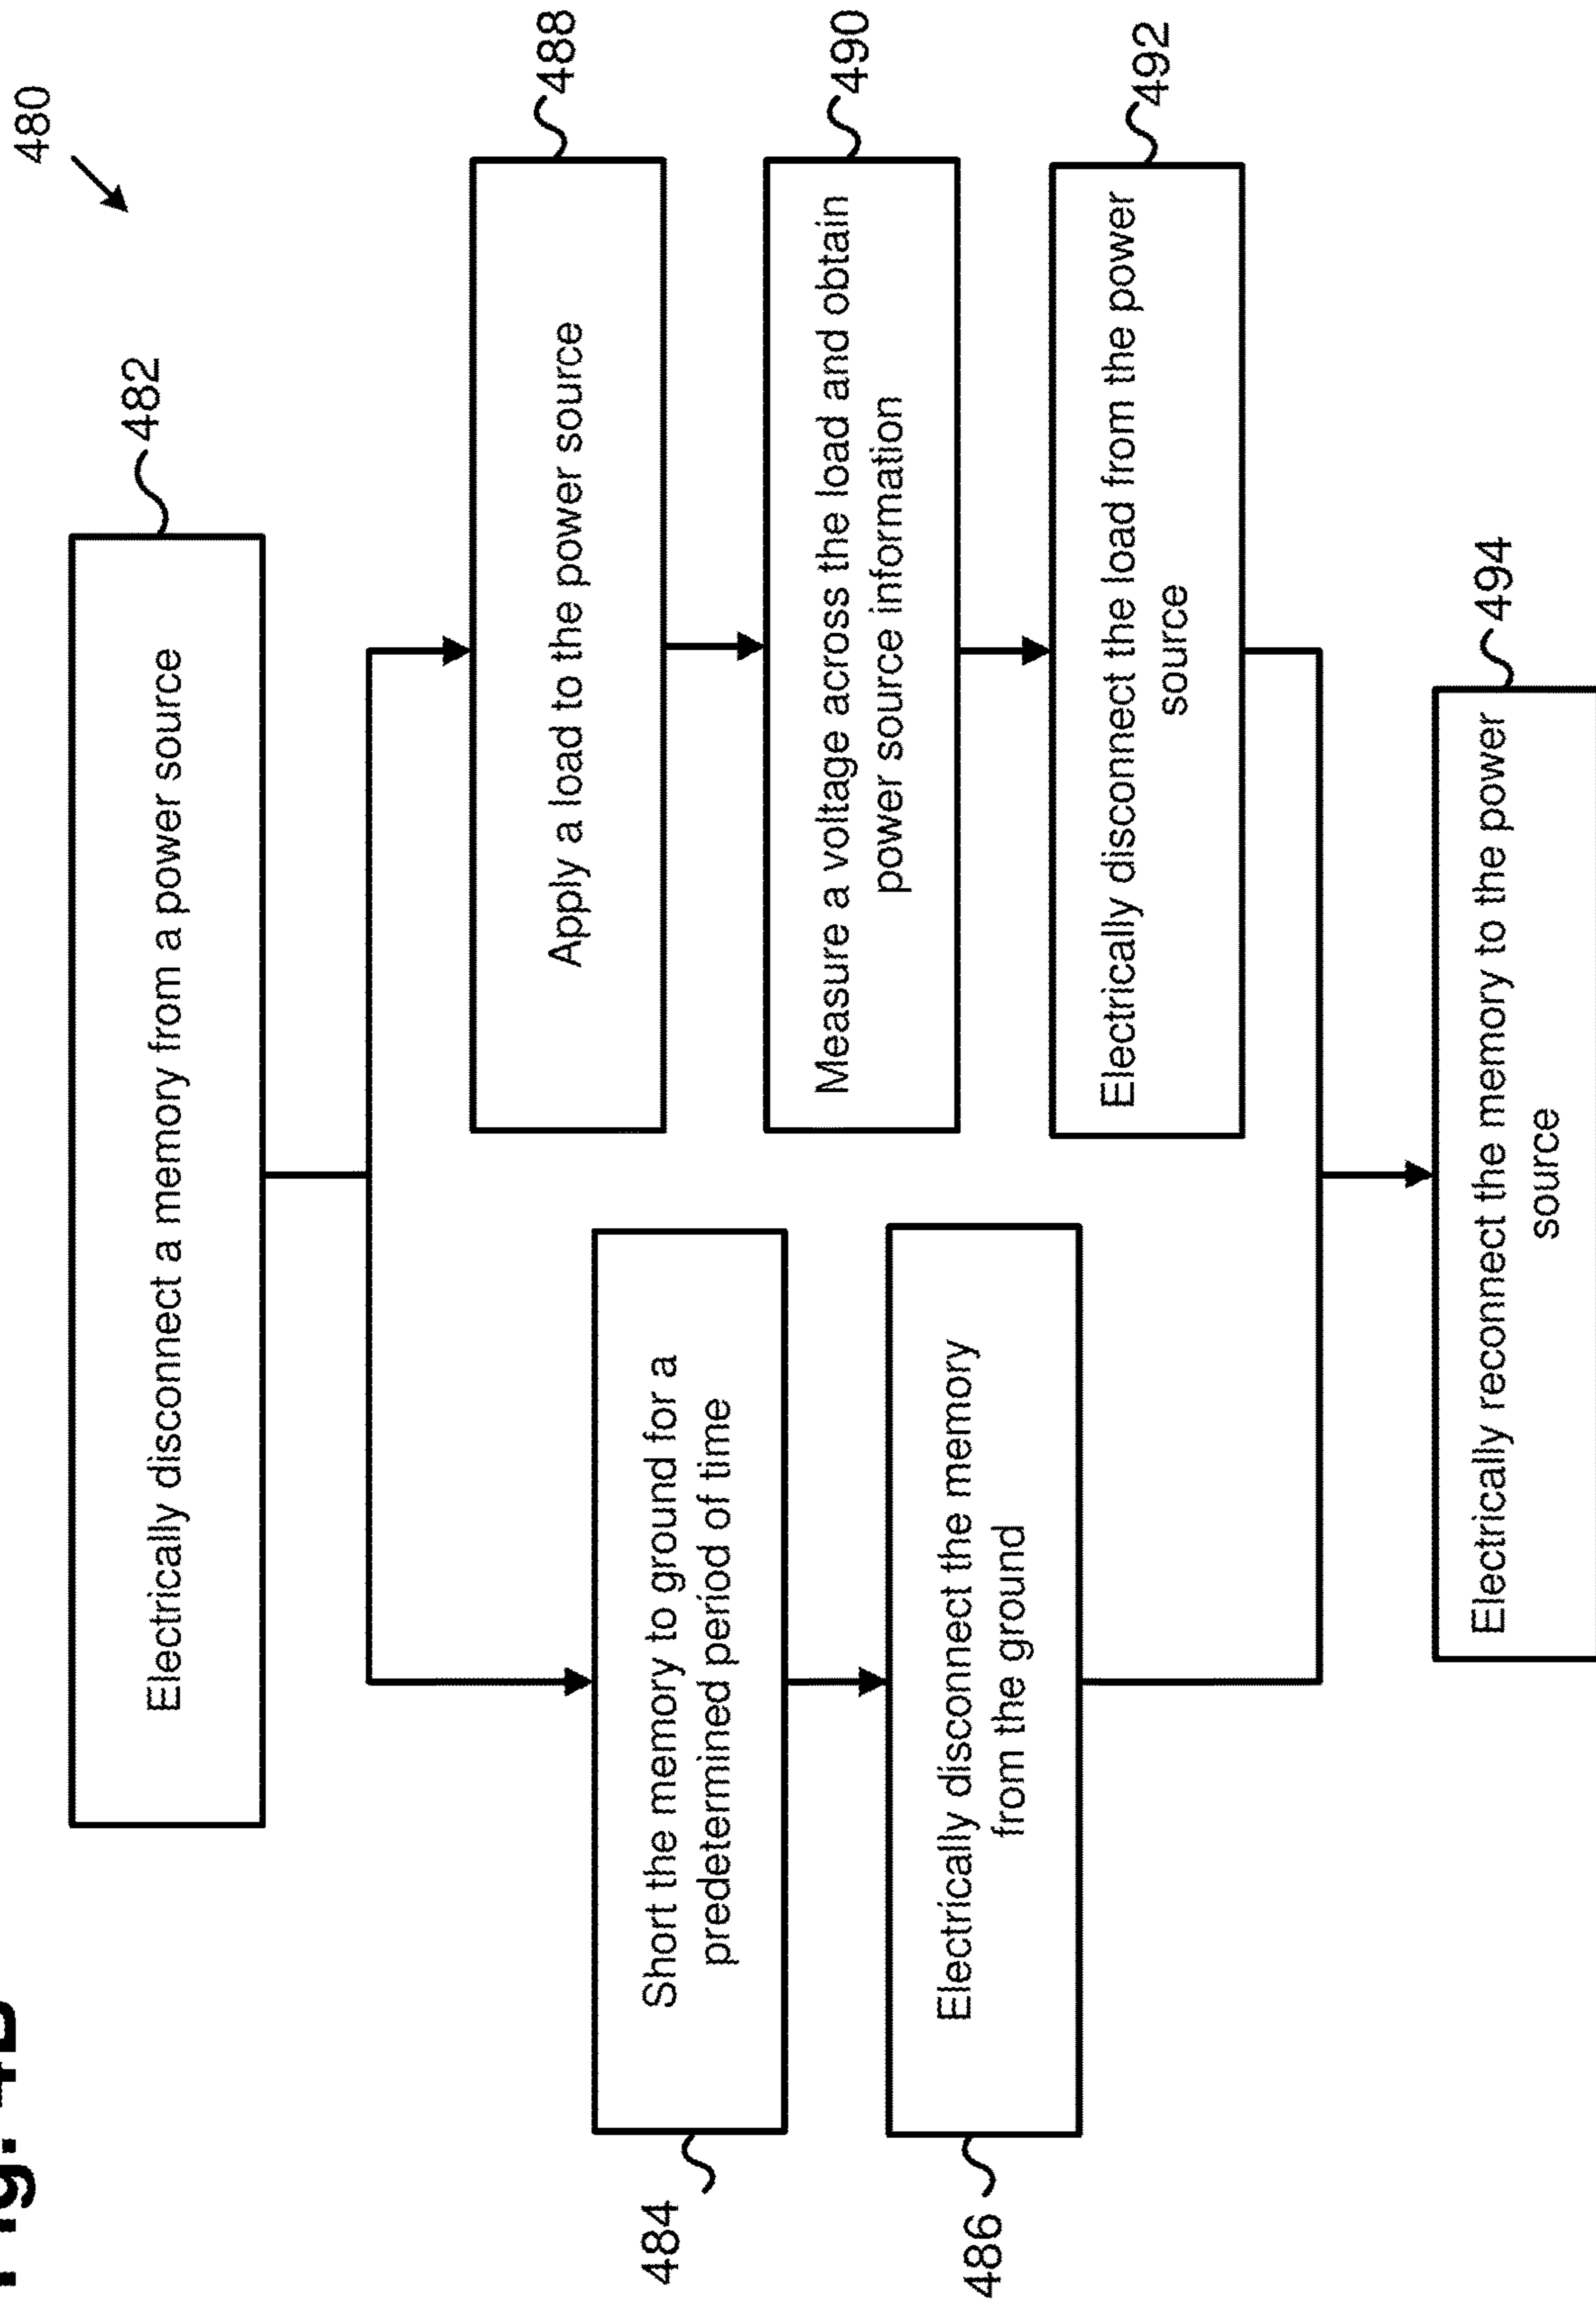 Fig.
480
Electrically disconnect a memory from a power source
482
Apply a load to the power source
488
Short the memory to ground for a
predetermined period of time
484
Measure a voltage across the load and obtain
power source information
490
Electrically disconnect the memory
from the ground
486
Electrically disconnect the load from the power
source
492
Electrically reconnect the memory to the power
source
494